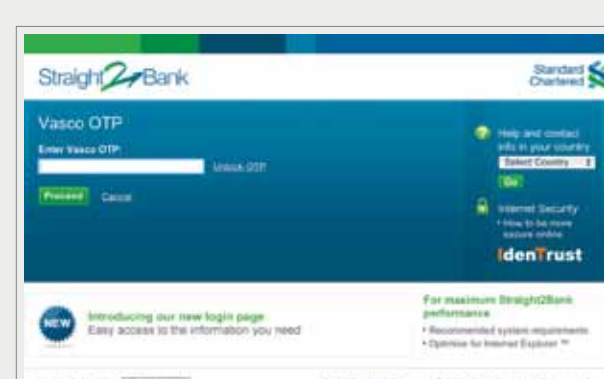 Straight2Bank
Standard
Chartered
Vasco OTP
Enter Vasco OTP:
Unlock OTP
Proceed Cancel
Help and contact
info in your country
Select Country
Go
Internet Security
• How to be more
secure online
IdenTrust
NEW
Introducing our new login page
Easy access to the information you need
For maximum Straight2Bank
performance
• Recommended system requirements
• Optimise for Internet Explorer ™